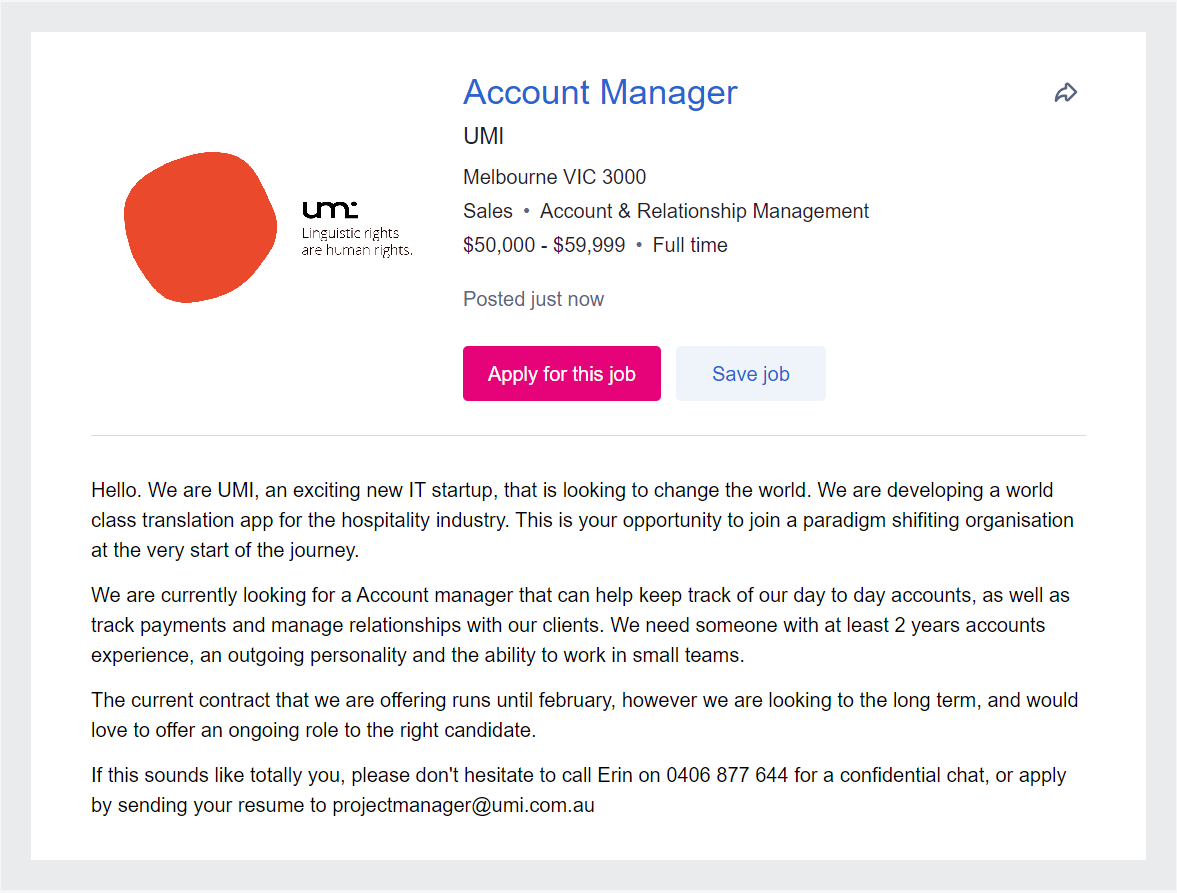 Account Manager
UMI
Melbourne VIC 3000
Sales • Account & Relationship Management
$50,000 - $59,999 • Full time
Posted just now
Apply for this job
Save job
umi
Linguistic rights
are human rights.
Hello. We are UMI, an exciting new IT startup, that is looking to change the world. We are developing a world
class translation app for the hospitality industry. This is your opportunity to join a paradigm shifiting organisation
at the very start of the journey.
We are currently looking for a Account manager that can help keep track of our day to day accounts, as well as
track payments and manage relationships with our clients. We need someone with at least 2 years accounts
experience, an outgoing personality and the ability to work in small teams.
The current contract that we are offering runs until february, however we are looking to the long term, and would
love to offer an ongoing role to the right candidate.
If this sounds like totally you, please don't hesitate to call Erin on 0406 877 644 for a confidential chat, or apply
by sending your resume to projectmanager@umi.com.au